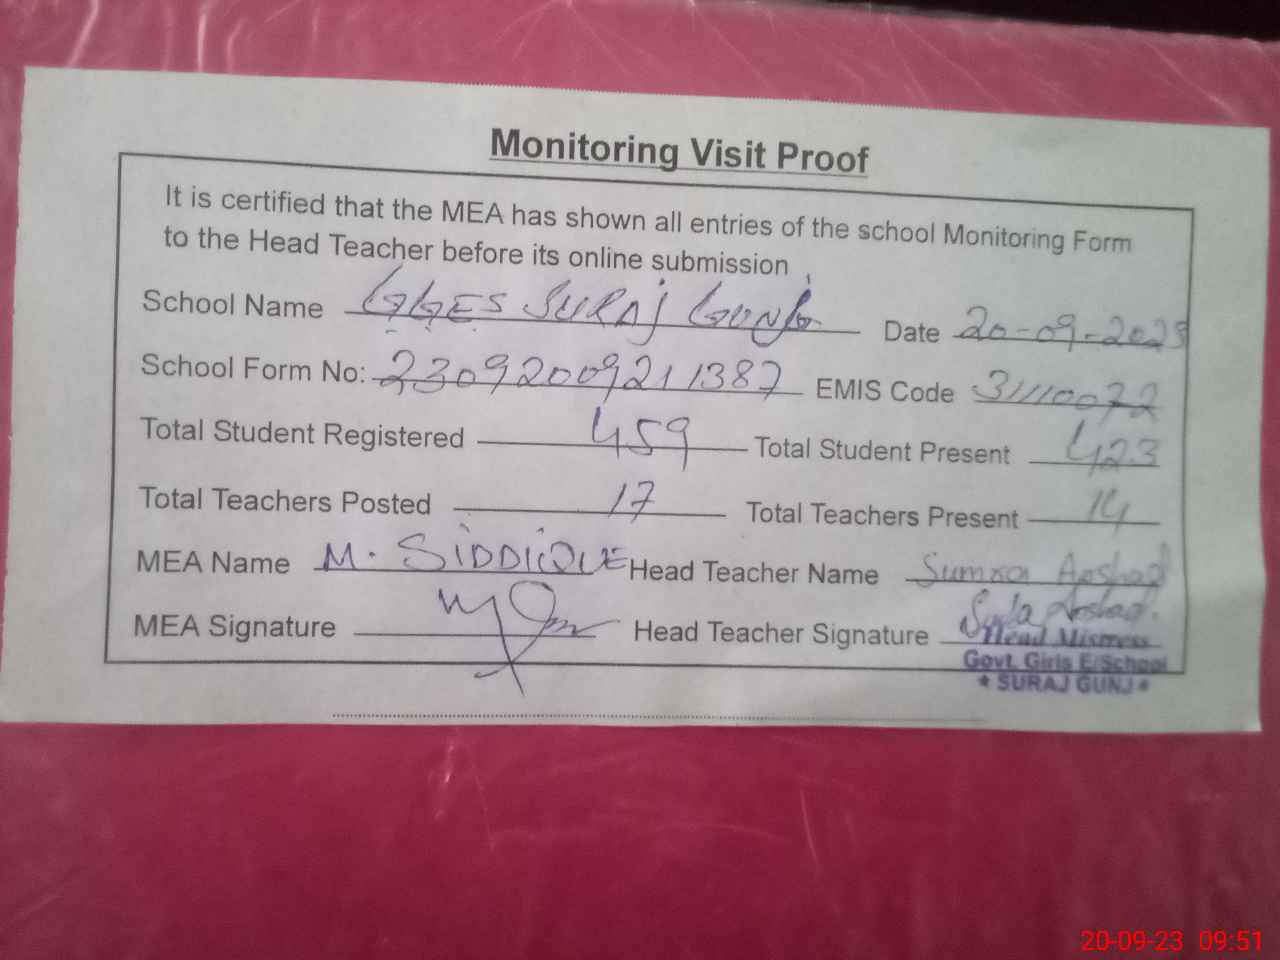 Monitoring Visit Proof
It is certified that the MEA has shown all entries of the school Monitoring Form
to the Head Teacher before its online submission
School Name GGES SURAJ GUNJ Date 20-09-2023
School Form No: 23092009211387 EMIS Code 31110072
Total Student Registered 459 Total Student Present 423
Total Teachers Posted 17 Total Teachers Present 14
MEA Name M. SIDDIQUE Head Teacher Name Arshad
MEA Signature Head Teacher Signature Arshad.
Head Mistress
Govt. Girls E/School
* SURAJ GUNJ *
20-09-23 09:51